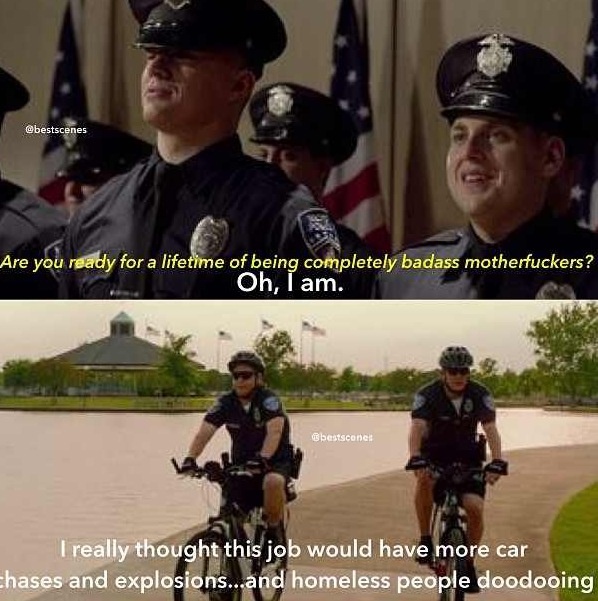 @bestscenes
Are you ready for a lifetime of being completely badass motherfuckers?
Oh, I am.
@bestscenes
I really thought this job would have more car
chases and explosions...and homeless people doodooing